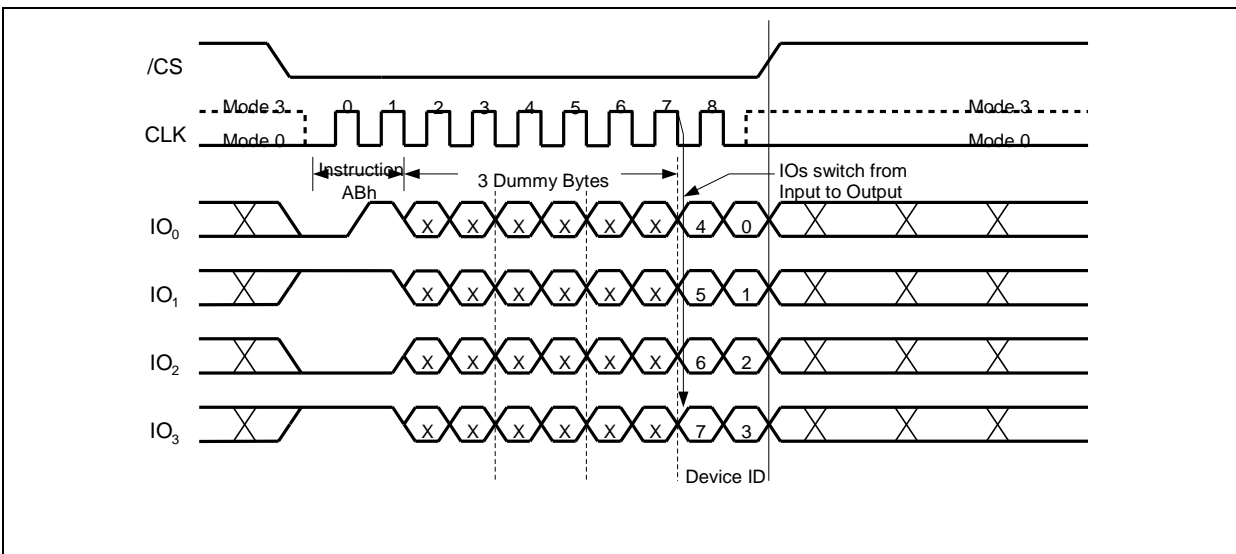 /CS
Mode 3 0 1 2 3 4 5 6 7 8 Mode 3
CLK
Mode 0 Mode 0
Instruction
ABh
3 Dummy Bytes
IOs switch from
Input to Output
IO0 X X X X X X 4 0
IO1 X X X X X X 5 1
IO2 X X X X X X 6 2
IO3 X X X X X X 7 3
Device ID